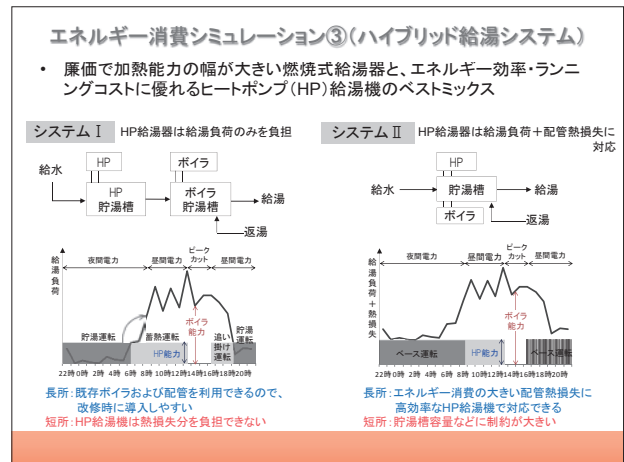 エネルギー消費シミュレーション③(ハイブリッド給湯システム)
• 廉価で加熱能力の幅が大きい燃焼式給湯器と、エネルギー効率・ランニ
ングコストに優れるヒートポンプ(HP)給湯機のベストミックス
システムⅠ HP給湯器は給湯負荷のみを負担
給水
HP
HP
貯湯槽
ボイラ
ボイラ
貯湯槽
給湯
返湯
給湯負荷
夜間電力
昼間電力
ピーク
カット
昼間電力
貯湯運転
蓄熱運転
HP能力
ボイラ
能力
追い
掛け
運転
貯湯
運転
22時0時 2時 4時 6時 8時10時12時14時16時18時20時
長所:既存ボイラおよび配管を利用できるので、
改修時に導入しやすい
短所:HP給湯機は熱損失分を負担できない
システムⅡ HP給湯器は給湯負荷+配管熱損失に
対応
給水
HP
貯湯槽
ボイラ
給湯
返湯
給湯負荷+熱損失
夜間電力
昼間電力
ピーク
カット
昼間電力
ベース運転
HP能力
ボイラ
能力
ベース運転
22時0時 2時 4時 6時 8時10時12時14時16時18時20時
長所:エネルギー消費の大きい配管熱損失に
高効率なHP給湯機で対応できる
短所:貯湯槽容量などに制約が大きい